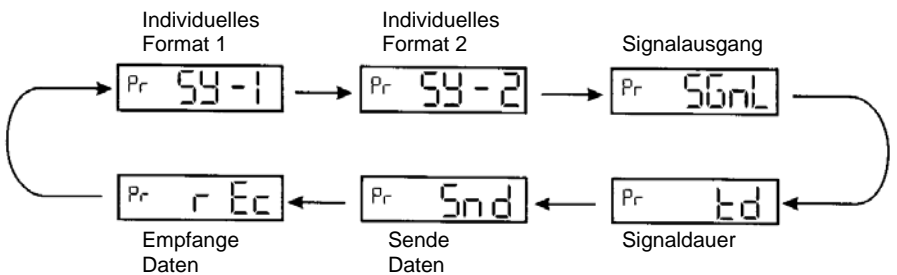 Individuelles
Format 1
Individuelles
Format 2
Signalausgang
Pr SY-1
Pr SY-2
Pr SGnL
Pr rEc
Pr Snd
Pr td
Empfange
Daten
Sende
Daten
Signaldauer